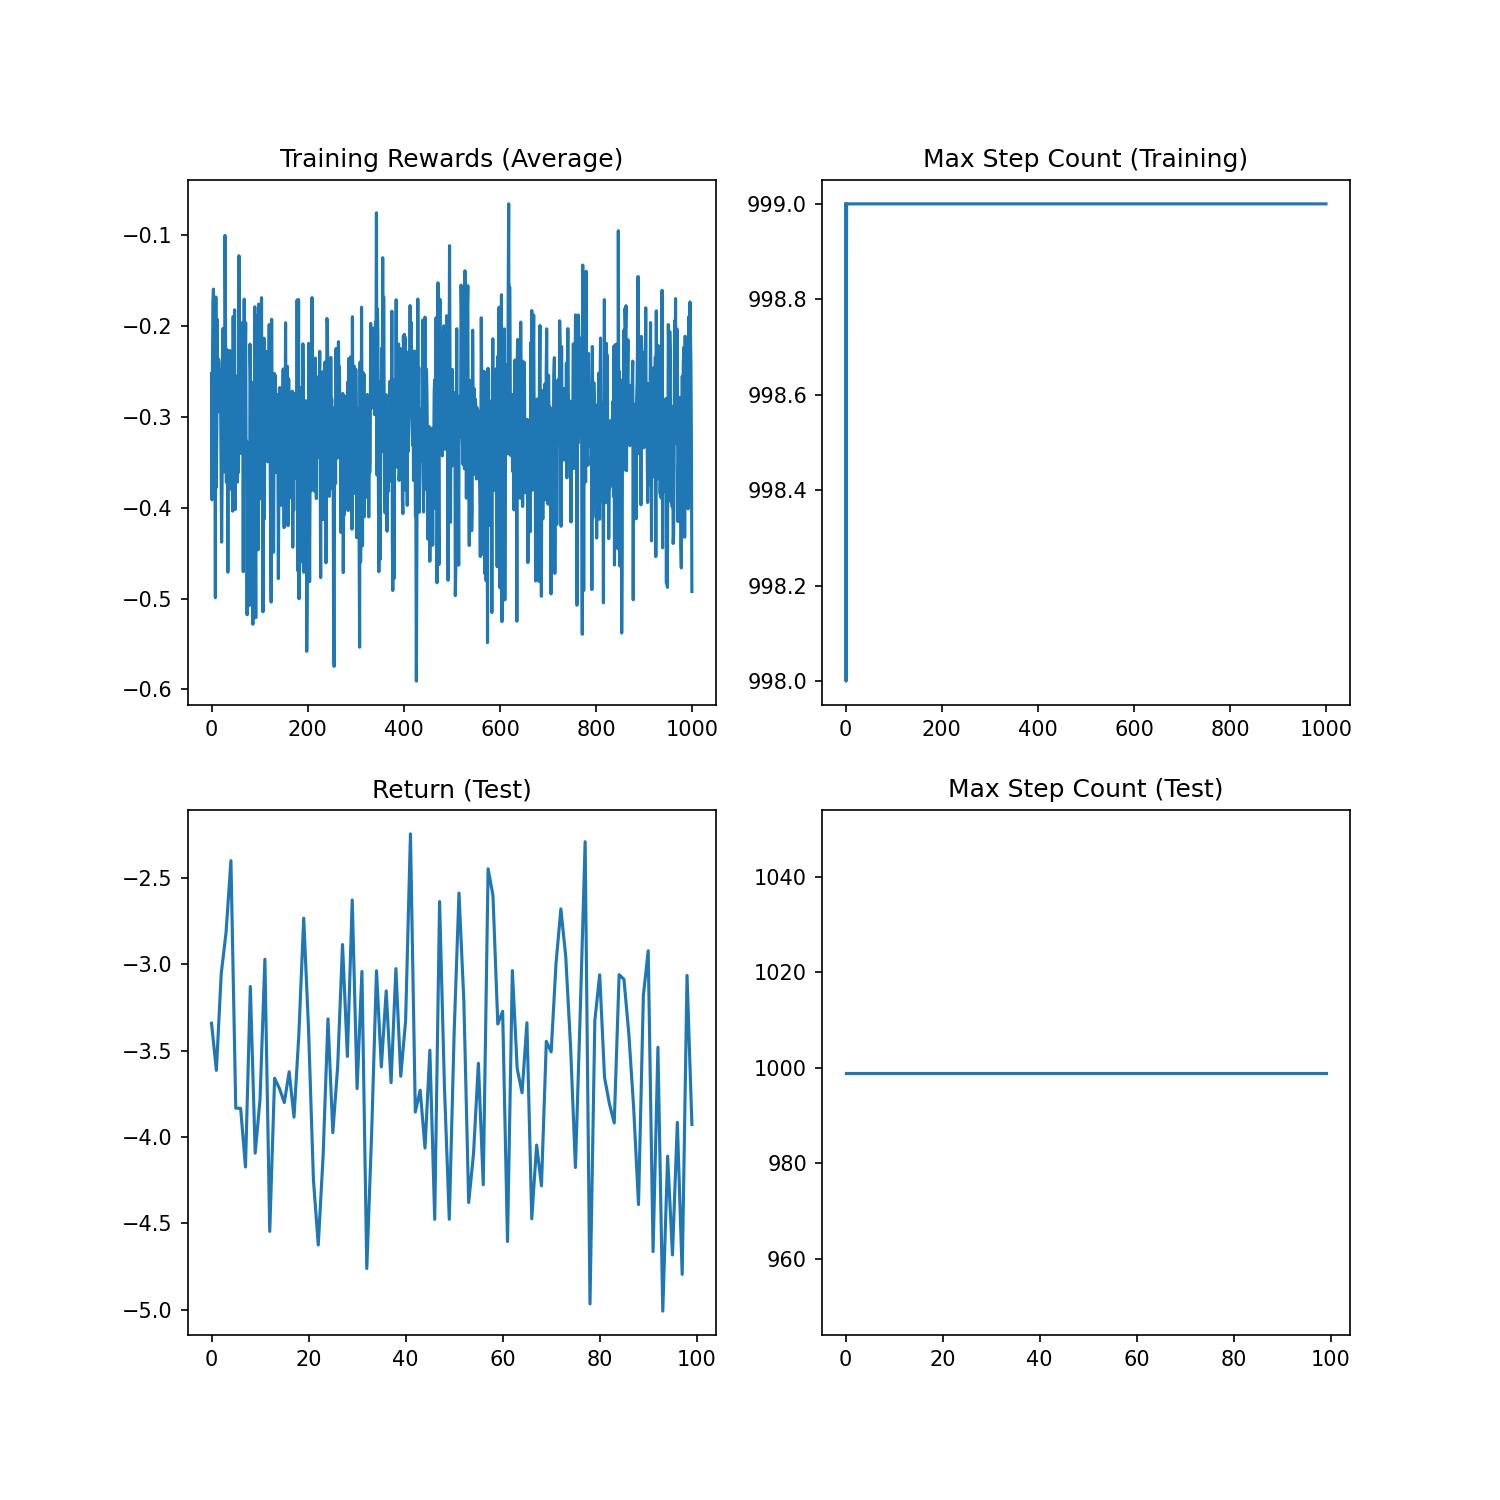 Training Rewards (Average)
−0.1
−0.2
−0.3
−0.4
−0.5
−0.6
0 200 400 600 800 1000
Max Step Count (Training)
999.0
998.8
998.6
998.4
998.2
998.0
0 200 400 600 800 1000
Return (Test)
−2.5
−3.0
−3.5
−4.0
−4.5
−5.0
0 20 40 60 80 100
Max Step Count (Test)
1040
1020
1000
980
960
0 20 40 60 80 100